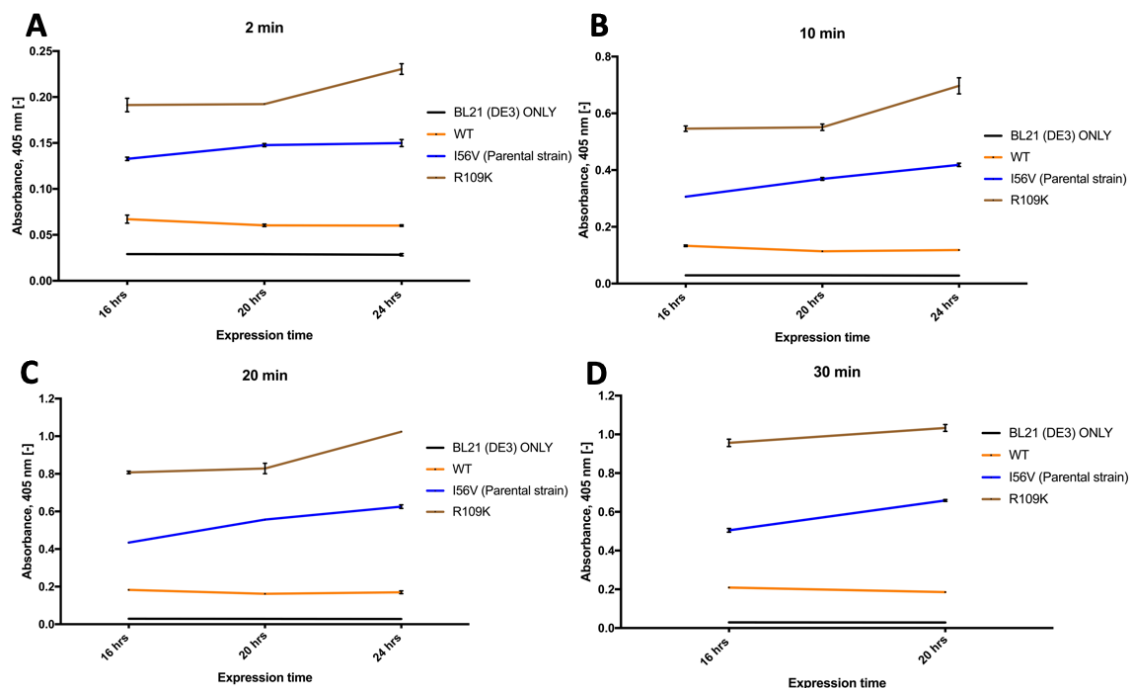 A
2 min
Absorbance, 405 nm [-]
0.25
0.20
0.15
0.10
0.05
0.00
16 hrs
20 hrs
24 hrs
Expression time
BL21 (DE3) ONLY
WT
I56V (Parental strain)
R109K
B
10 min
Absorbance, 405 nm [-]
0.8
0.6
0.4
0.2
0.0
16 hrs
20 hrs
24 hrs
Expression time
BL21 (DE3) ONLY
WT
I56V (Parental strain)
R109K
C
20 min
Absorbance, 405 nm [-]
1.2
1.0
0.8
0.6
0.4
0.2
0.0
16 hrs
20 hrs
24 hrs
Expression time
BL21 (DE3) ONLY
WT
I56V (Parental strain)
R109K
D
30 min
Absorbance, 405 nm [-]
1.2
1.0
0.8
0.6
0.4
0.2
0.0
16 hrs
20 hrs
Expression time
BL21 (DE3) ONLY
WT
I56V (Parental strain)
R109K